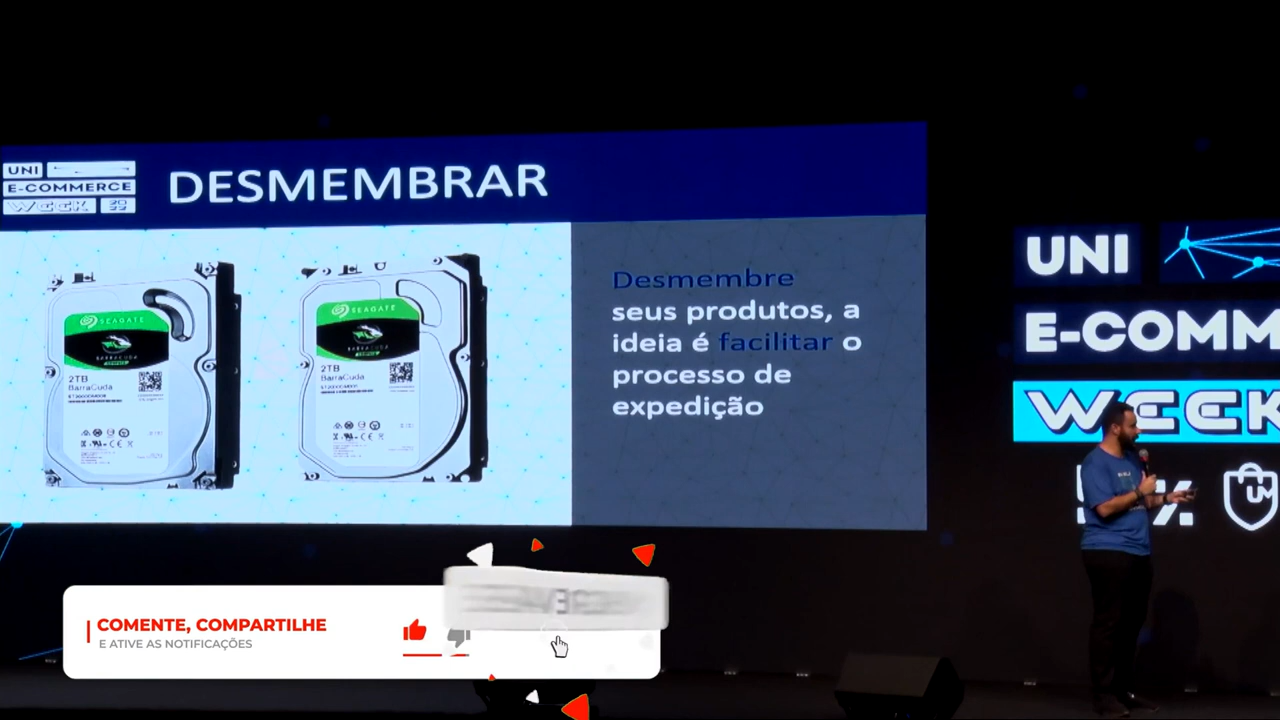 UNI
E-COMMERCE
WEEK 2022
DESMEMBRAR
SEAGATE
BARRACUDA
2TB
BarraCuda
SEAGATE
BARRACUDA
2TB
BarraCuda
Desmembre
seus produtos, a
ideia é facilitar o
processo de
expedição
UNI
E-COMM
WEEK
COMENTE, COMPARTILHE
E ATIVE AS NOTIFICAÇÕES